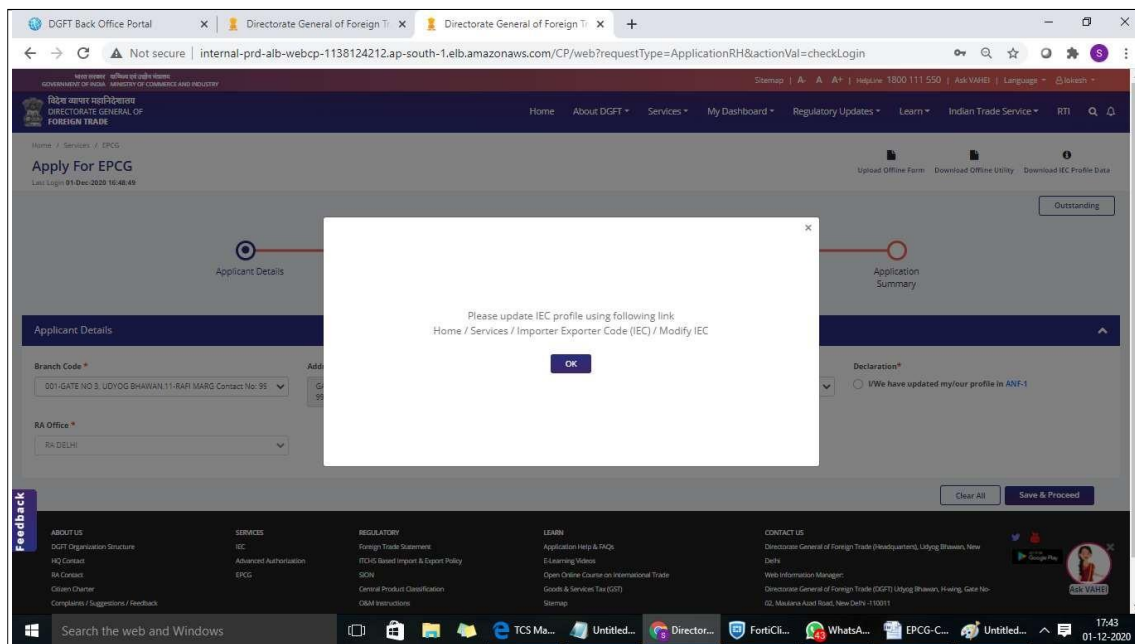 DGFT Back Office Portal
Directorate General of Foreign Tr
Directorate General of Foreign Tr
Not secure | internal-prd-alb-webcp-1138124212.ap-south-1.elb.amazonaws.com/CP/web?requestType=ApplicationRH&actionVal=checkLogin
S
GOVERNMENT OF INDIA MINISTRY OF COMMERCE AND INDUSTRY
Sitemap | A- A A+ | HelpLine 1800 111 550 | Ask VAHEI | Language lokesh
विदेश व्यापार महानिदेशालय
DIRECTORATE GENERAL OF
FOREIGN TRADE
Home About DGFT Services My Dashboard Regulatory Updates Learn Indian Trade Service RTI
Home / Services / EPCG
Apply For EPCG
Last Login 01-Dec-2020 16:48:49
Upload Offline Form Download Offline Utility Download IEC Profile Data
Outstanding
Applicant Details
Application
Summary
Please update IEC profile using following link
Home / Services / Importer Exporter Code (IEC) / Modify IEC
OK
Applicant Details
Branch Code *
Declaration*
001-GATE NO 3, UDYOG BHAWAN,11-RAFI MARG Contact No: 95
I/We have updated my/our profile in ANF-1
RA Office *
RA DELHI
Clear All
Save & Proceed
Feedback
ABOUT US
DGFT Organization Structure
HQ Contact
RA Contact
Citizen Charter
Complaints / Suggestions / Feedback
SERVICES
IEC
Advanced Authorisation
EPCG
REGULATORY
Foreign Trade Statement
ITCHS Based Import & Export Policy
SION
Central Product Classification
O&M Instructions
LEARN
Application Help & FAQs
E-Learning Videos
Open Online Course on International Trade
Goods & Services Tax (GST)
Sitemap
CONTACT US
Directorate General of Foreign Trade (Headquarters), Udyog Bhawan, New
Delhi
Web Information Manager:
Directorate General of Foreign Trade (DGFT) Udyog Bhawan, H-wing, Gate No-
02, Maulana Azad Road, New Delhi -110011
Google Play
Ask VAHEI
Search the web and Windows
TCS Ma...
Untitled...
Director...
FortiCli...
WhatsA...
EPCG-C...
Untitled...
17:43
01-12-2020